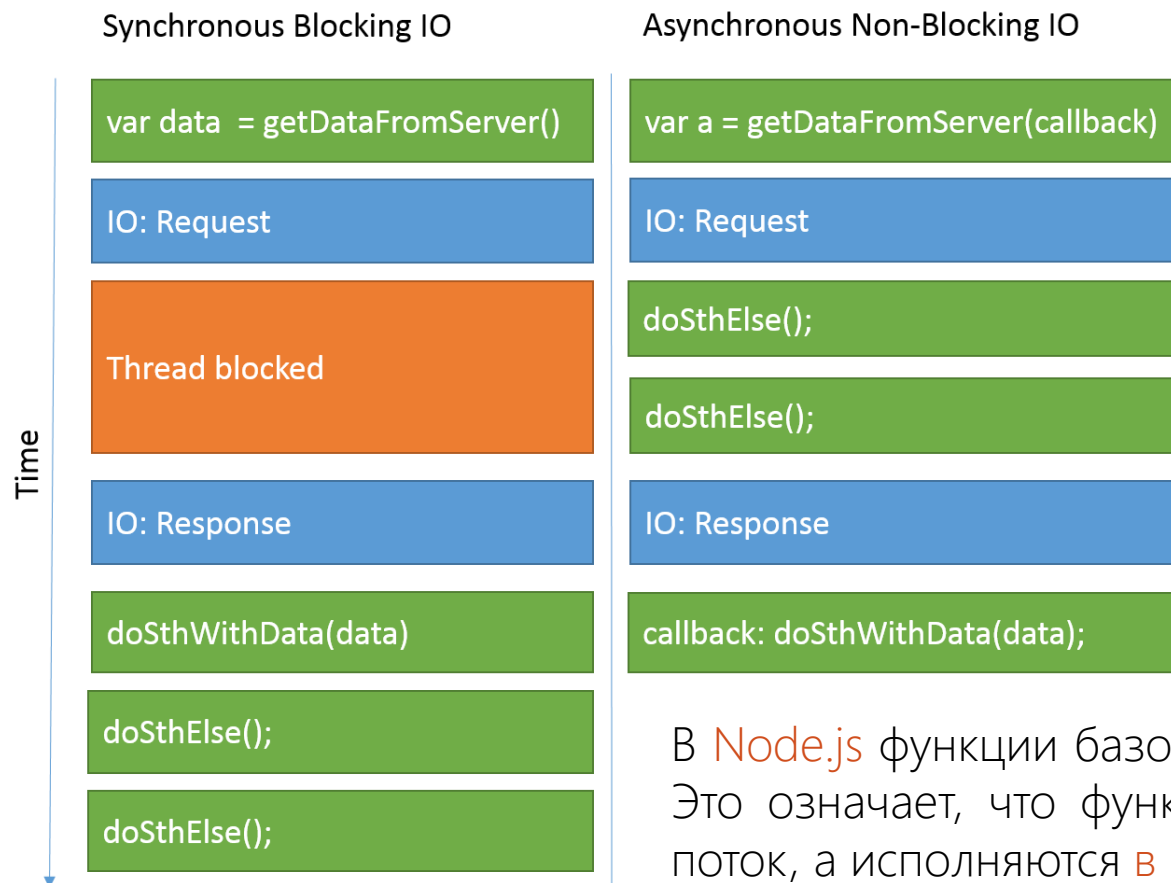 Synchronous Blocking IO
Time
var data = getDataFromServer()
IO: Request
Thread blocked
IO: Response
doSthWithData(data)
doSthElse();
doSthElse();
Asynchronous Non-Blocking IO
var a = getDataFromServer(callback)
IO: Request
doSthElse();
doSthElse();
IO: Response
callback: doSthWithData(data);
В Node.js функции
Это означает, что
поток, а исполняются в